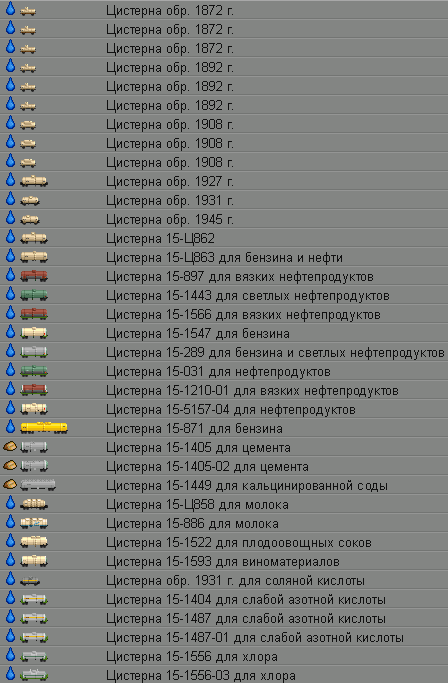 Цистерна обр. 1872 г.
Цистерна обр. 1872 г.
Цистерна обр. 1872 г.
Цистерна обр. 1892 г.
Цистерна обр. 1892 г.
Цистерна обр. 1892 г.
Цистерна обр. 1908 г.
Цистерна обр. 1908 г.
Цистерна обр. 1908 г.
Цистерна обр. 1927 г.
Цистерна обр. 1931 г.
Цистерна обр. 1945 г.
Цистерна 15-Ц862
Цистерна 15-Ц863 для бензина и нефти
Цистерна 15-897 для вязких нефтепродуктов
Цистерна 15-1443 для светлых нефтепродуктов
Цистерна 15-1566 для вязких нефтепродуктов
Цистерна 15-1547 для бензина
Цистерна 15-289 для бензина и светлых нефтепродуктов
Цистерна 15-031 для нефтепродуктов
Цистерна 15-1210-01 для вязких нефтепродуктов
Цистерна 15-5157-04 для нефтепродуктов
Цистерна 15-871 для бензина
Цистерна 15-1405 для цемента
Цистерна 15-1405-02 для цемента
Цистерна 15-1449 для кальцинированной соды
Цистерна 15-Ц858 для молока
Цистерна 15-886 для молока
Цистерна 15-1522 для плодоовощных соков
Цистерна 15-1593 для виноматериалов
Цистерна обр. 1931 г. для соляной кислоты
Цистерна 15-1404 для слабой азотной кислоты
Цистерна 15-1487 для слабой азотной кислоты
Цистерна 15-1487-01 для слабой азотной кислоты
Цистерна 15-1556 для хлора
Цистерна 15-1556-03 для хлора